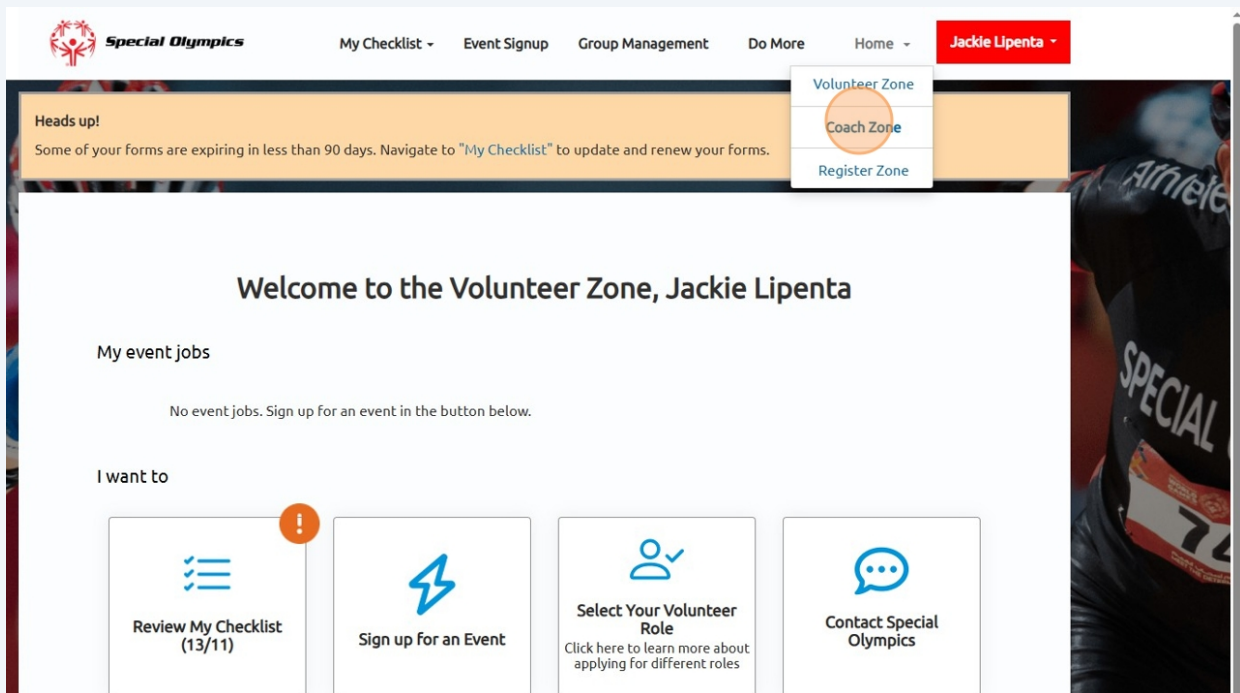 Special Olympics
My Checklist
Event Signup
Group Management
Do More
Home
Jackie Lipenta
Volunteer Zone
Coach Zone
Register Zone
Heads up!
Some of your forms are expiring in less than 90 days. Navigate to "My Checklist" to update and renew your forms.
Welcome to the Volunteer Zone, Jackie Lipenta
My event jobs
No event jobs. Sign up for an event in the button below.
I want to
!
Review My Checklist
(13/11)
Sign up for an Event
Select Your Volunteer
Role
Click here to learn more about
applying for different roles
Contact Special
Olympics
Athlete
SPECIAL
WORLD
GAMES
74